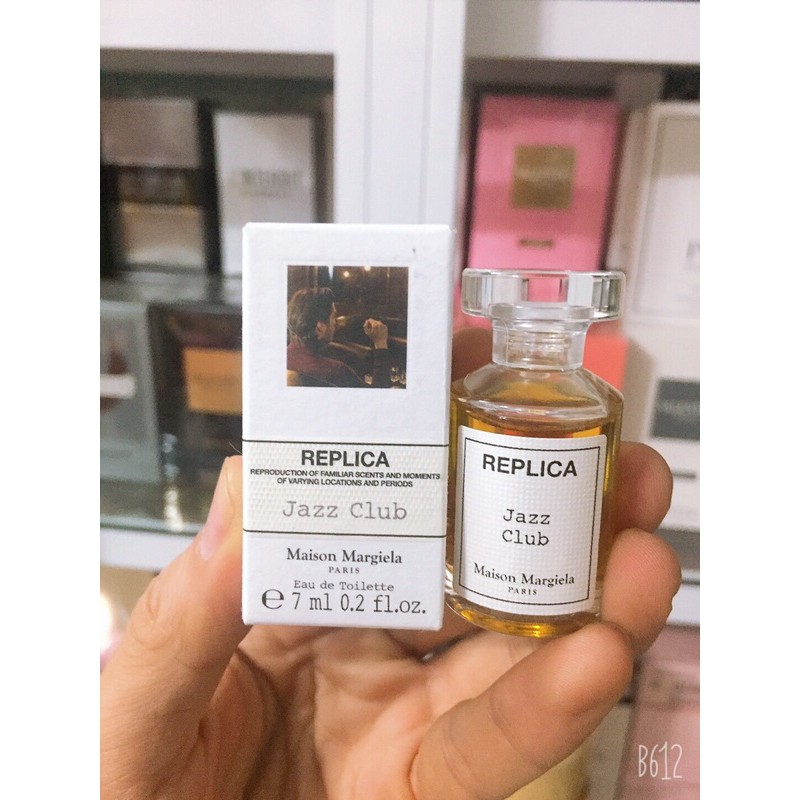 REPLICA
REPRODUCTION OF FAMILIAR SCENTS AND MOMENTS
OF VARYING LOCATIONS AND PERIODS
Jazz Club
Maison Margiela
PARIS
Eau de Toilette
℮ 7 ml 0.2 fl.oz.
REPLICA
Jazz
Club
Maison Margiela
PARIS
B612